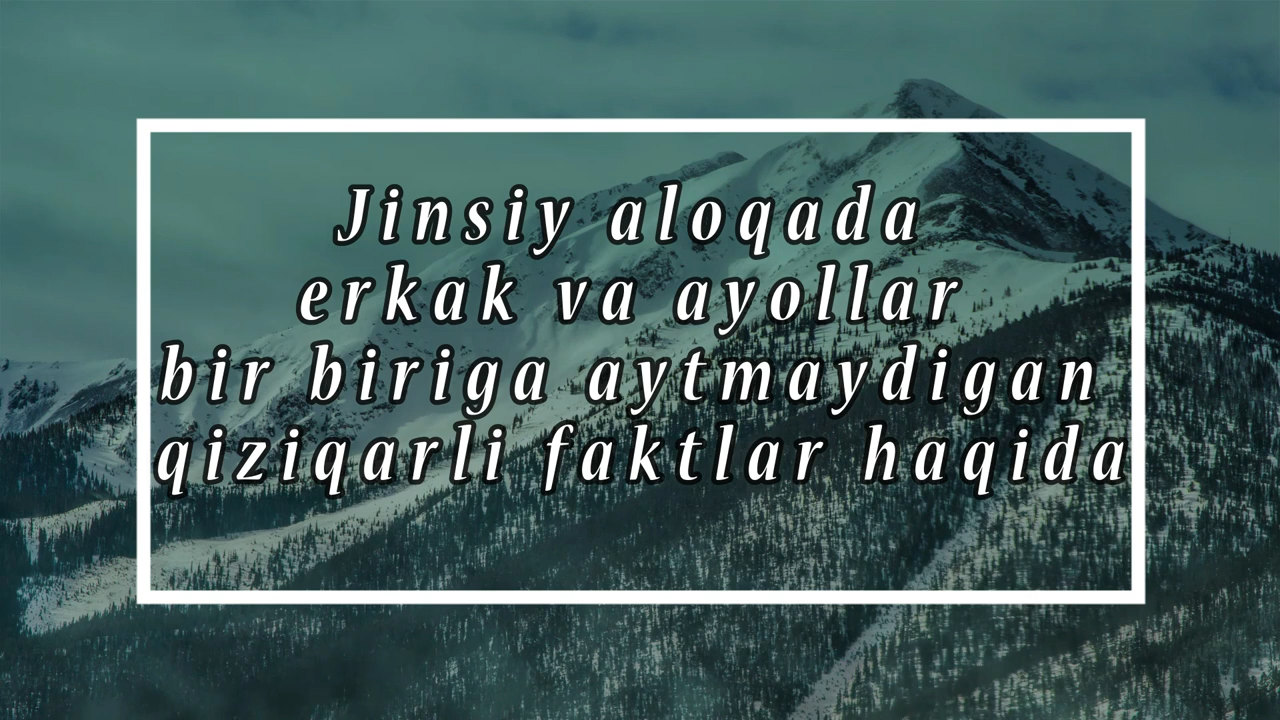 Jinsiy aloqada
erkak va ayollar
bir biriga aytmaydigan
qiziqarli faktlar haqida